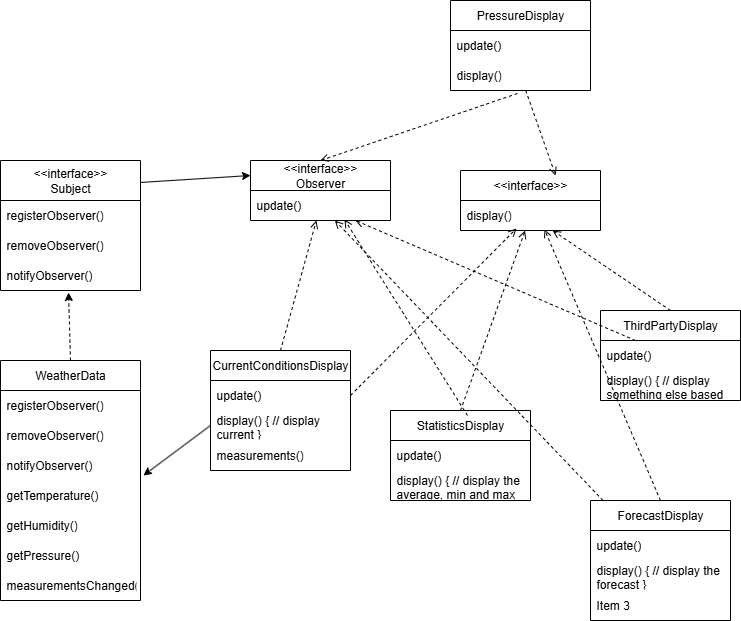 PressureDisplay
update()
display()
<<interface>>
Subject
registerObserver()
removeObserver()
notifyObserver()
<<interface>>
Observer
update()
<<interface>>
display()
ThirdPartyDisplay
update()
display() { // display
something else based
CurrentConditionsDisplay
update()
display() { // display
current }
measurements()
WeatherData
registerObserver()
removeObserver()
notifyObserver()
getTemperature()
getHumidity()
getPressure()
measurementsChanged(
StatisticsDisplay
update()
display() { // display the
average, min and max
ForecastDisplay
update()
display() { // display the
forecast }
Item 3